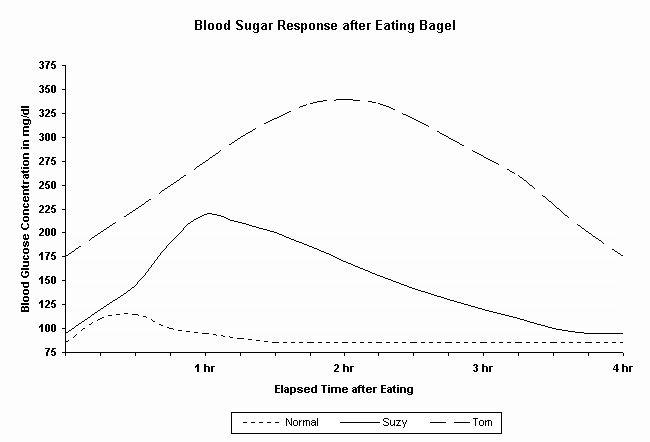 Blood Sugar Response after Eating Bagel
Blood Glucose Concentration in mg/dl
375
350
325
300
275
250
225
200
175
150
125
100
75
1 hr
2 hr
3 hr
4 hr
Elapsed Time after Eating
Normal Suzy Tom